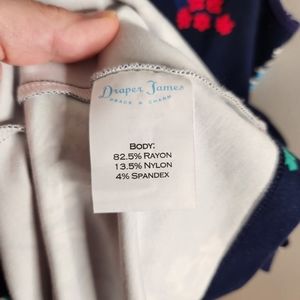 Draper James
GRACE & CHARM
BODY:
82.5% RAYON
13.5% NYLON
4% SPANDEX